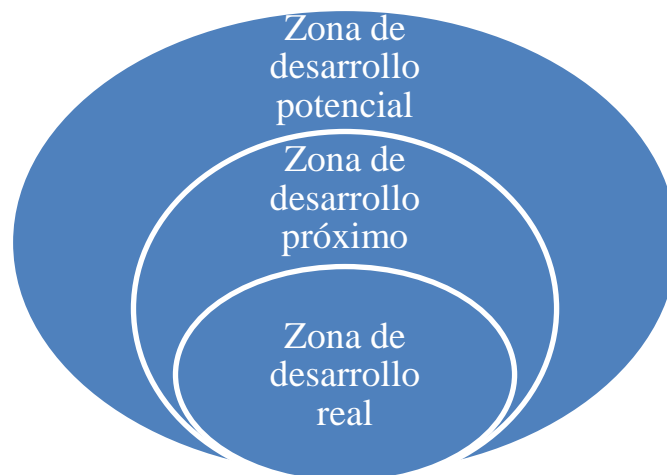 Zona de
desarrollo
potencial
Zona de
desarrollo
próximo
Zona de
desarrollo
real